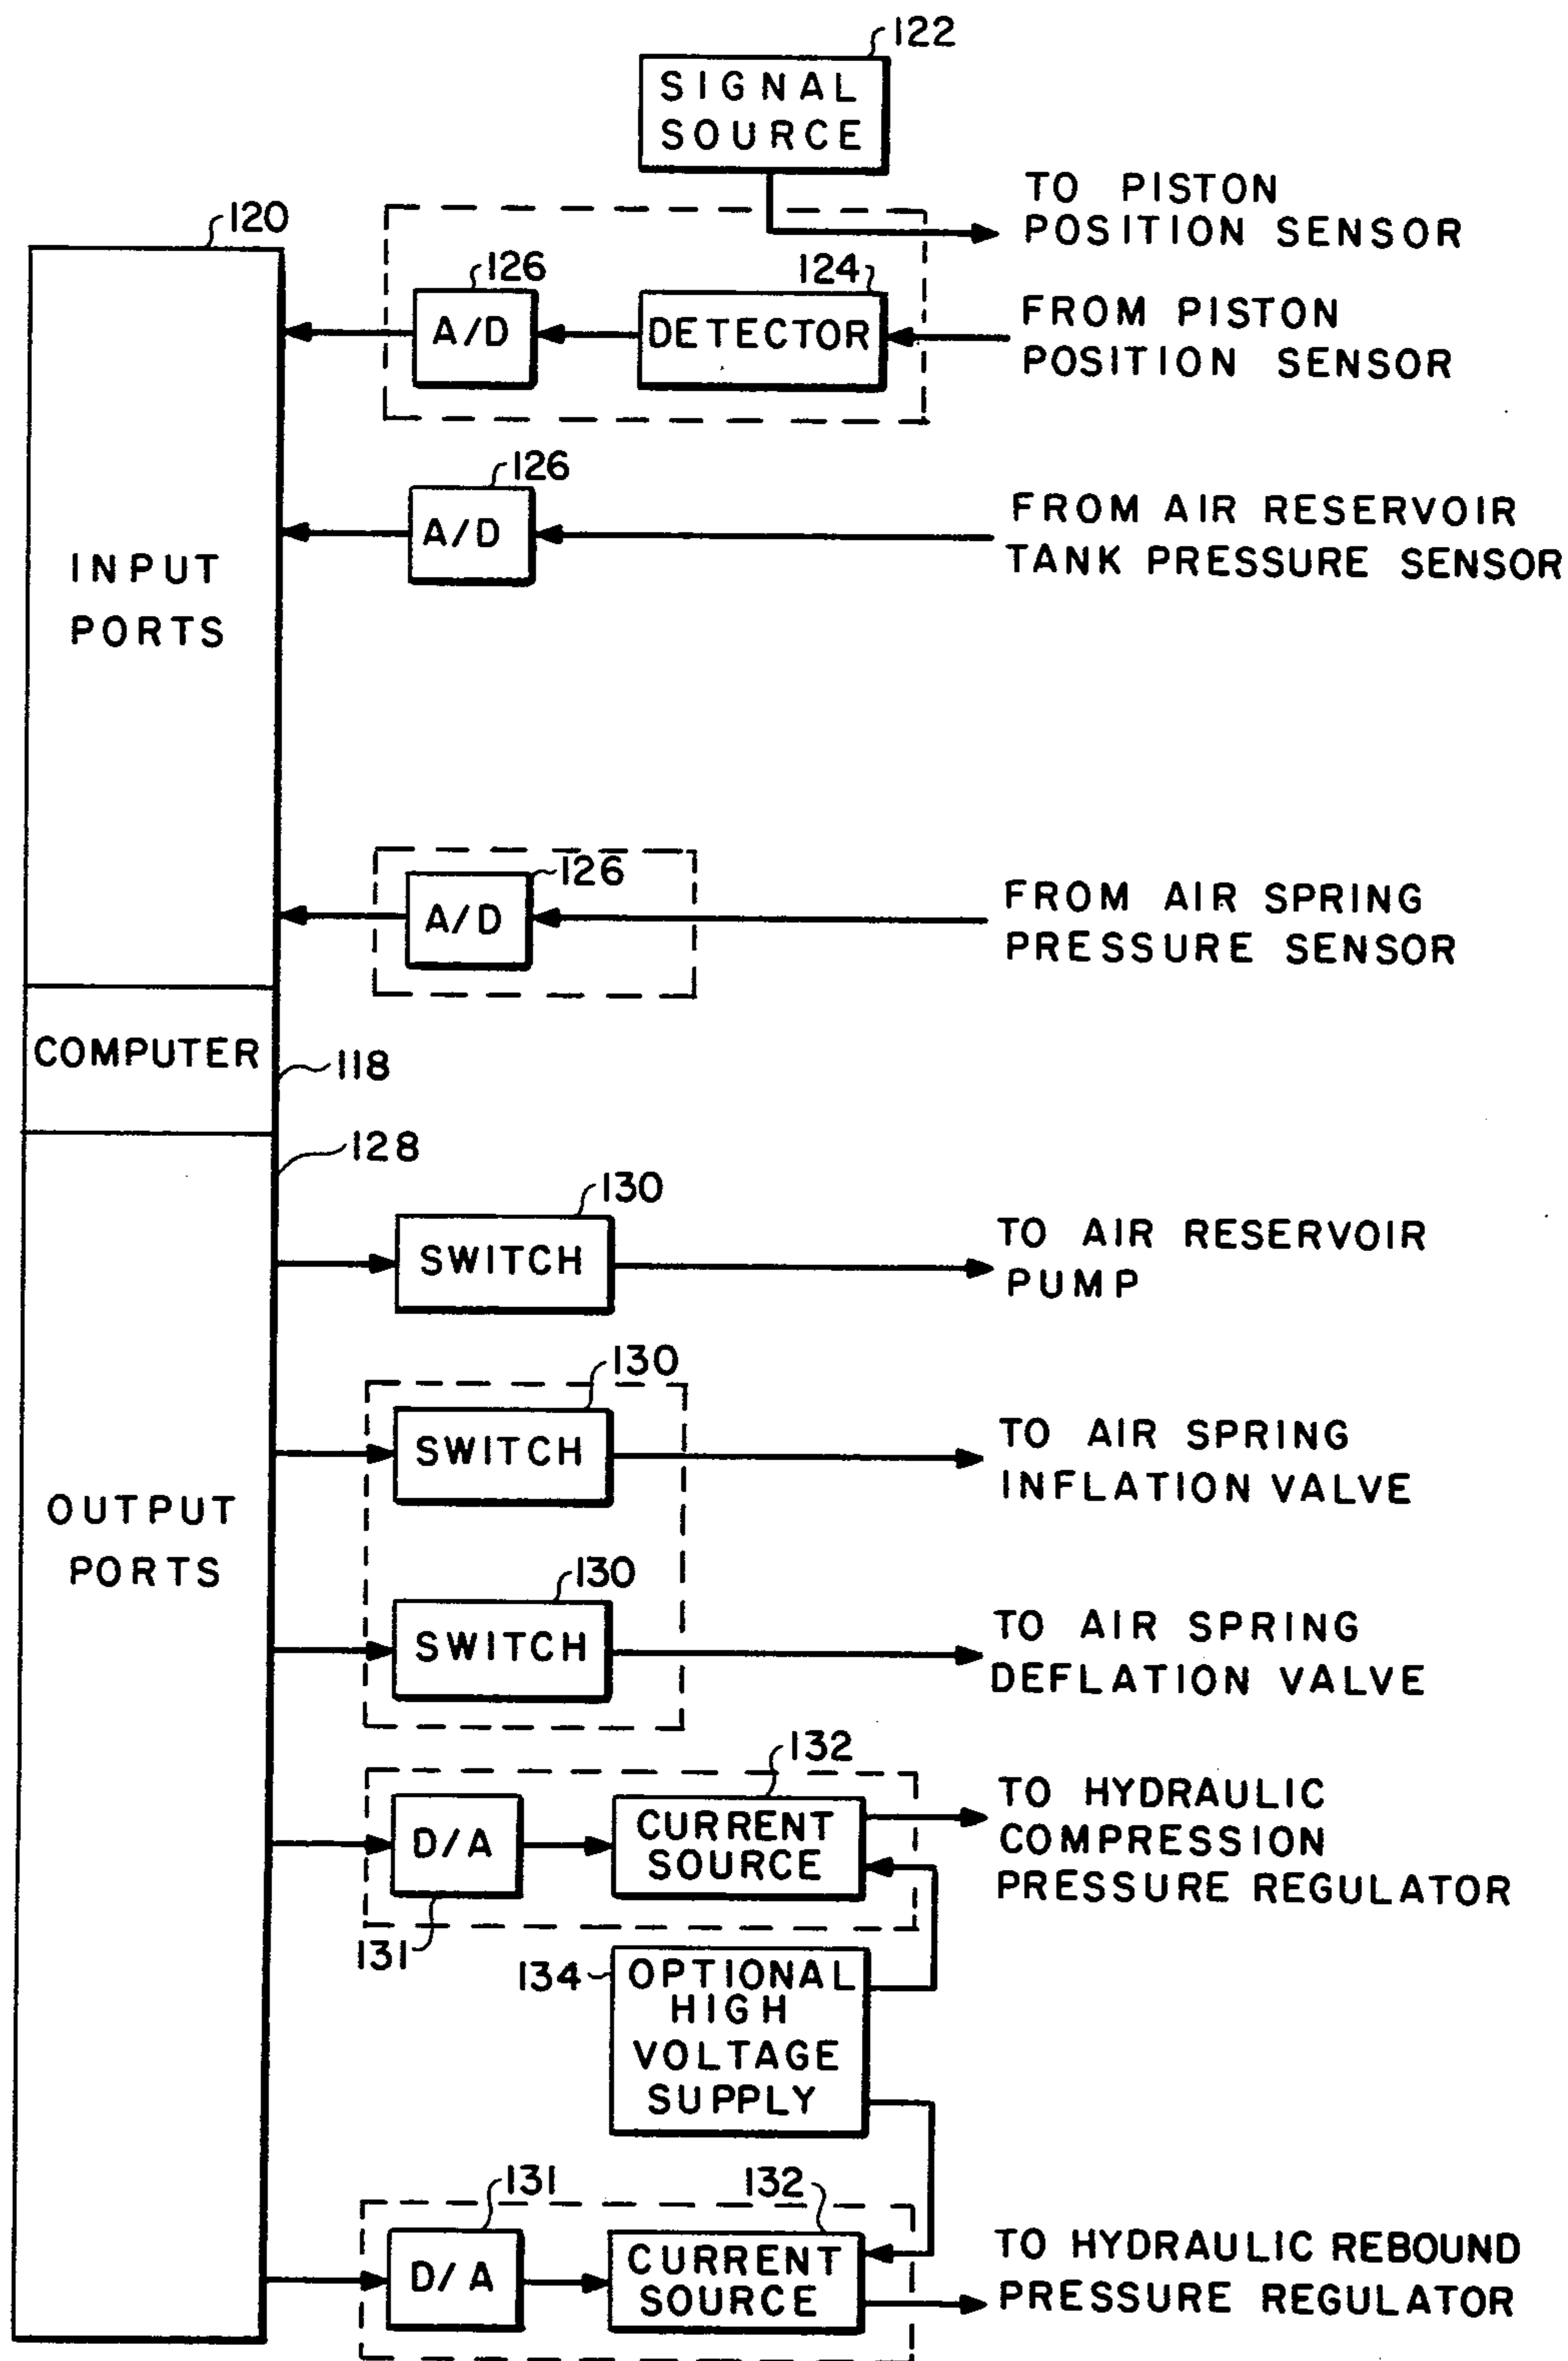 122
SIGNAL
SOURCE
TO PISTON
POSITION SENSOR
120
126
124
A/D
DETECTOR
FROM PISTON
POSITION SENSOR
126
A/D
FROM AIR RESERVOIR
TANK PRESSURE SENSOR
INPUT
PORTS
126
A/D
FROM AIR SPRING
PRESSURE SENSOR
COMPUTER
118
128
130
SWITCH
TO AIR RESERVOIR
PUMP
130
SWITCH
TO AIR SPRING
INFLATION VALVE
OUTPUT
PORTS
130
SWITCH
TO AIR SPRING
DEFLATION VALVE
132
D/A
CURRENT
SOURCE
TO HYDRAULIC
COMPRESSION
PRESSURE REGULATOR
131
134
OPTIONAL
HIGH
VOLTAGE
SUPPLY
131
132
D/A
CURRENT
SOURCE
TO HYDRAULIC REBOUND
PRESSURE REGULATOR